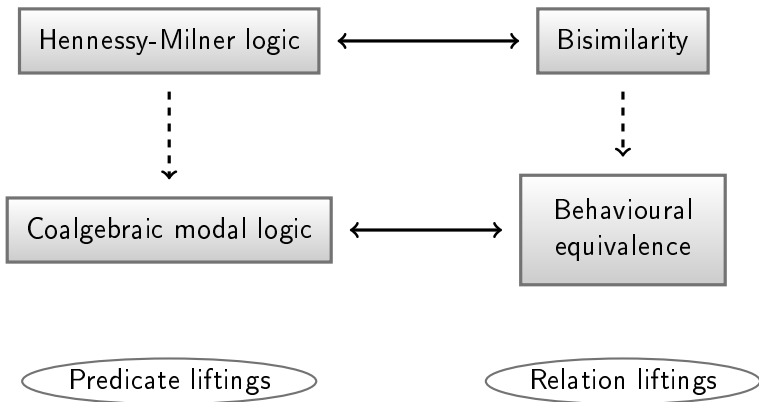 Hennessy-Milner logic
Bisimilarity
Coalgebraic modal logic
Behavioural
equivalence
Predicate liftings
Relation liftings